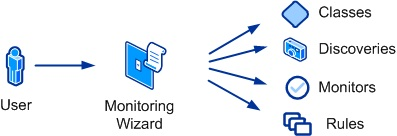 User
Monitoring
Wizard
Classes
Discoveries
Monitors
Rules